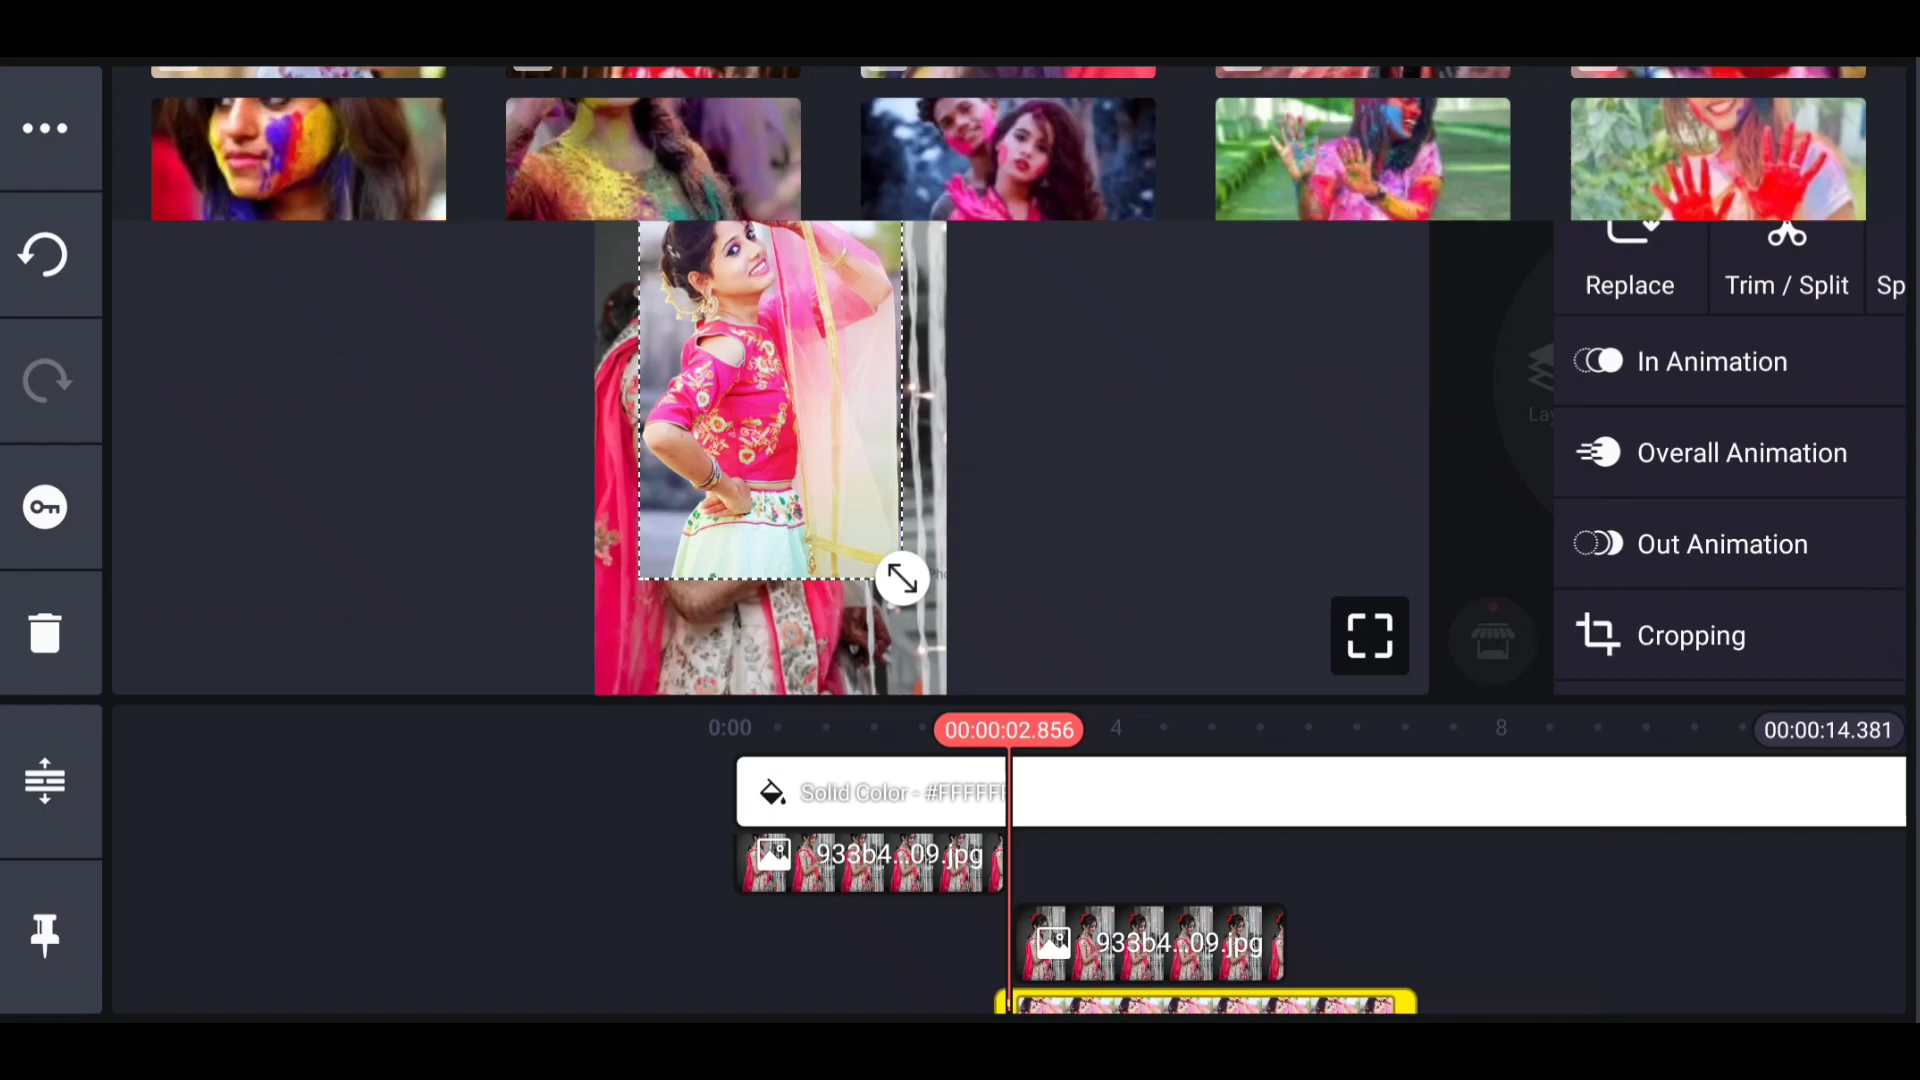 Replace
Trim / Split
Sp
In Animation
Lay
Overall Animation
Out Animation
Cropping
0:00
00:00:02.856
4
8
00:00:14.381
Solid Color - #FFFFFF
933b4...09.jpg
933b4...09.jpg